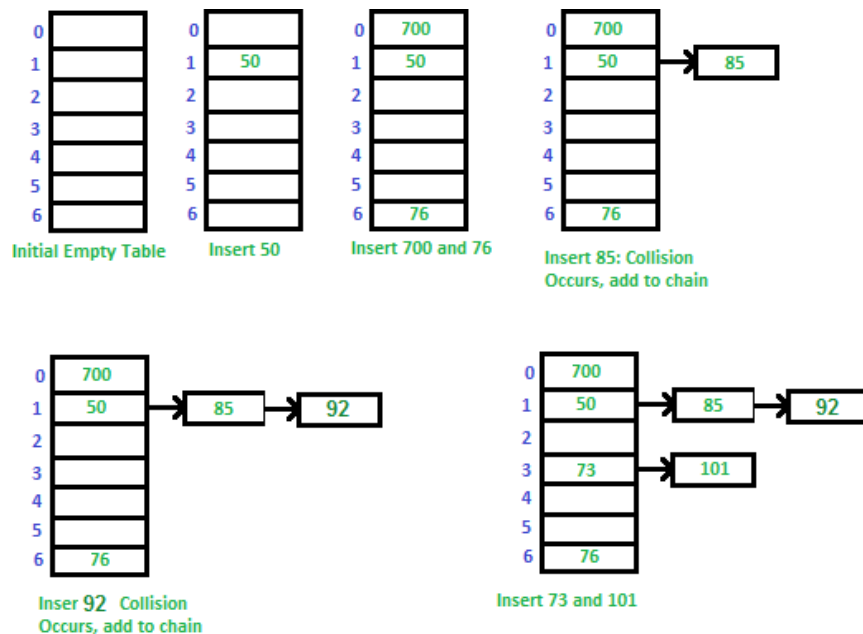 0 0 0 700 0 700
1 1 50 1 50 1 50 85
2 2 2 2
3 3 3 3
4 4 4 4
5 5 5 5
6 6 6 76 6 76
Initial Empty Table Insert 50 Insert 700 and 76 Insert 85: Collision
Occurs, add to chain
0 700 0 700
1 50 85 92 1 50 85 92
2 2
3 3 73 101
4 4
5 5
6 76 6 76
Inser 92 Collision Insert 73 and 101
Occurs, add to chain